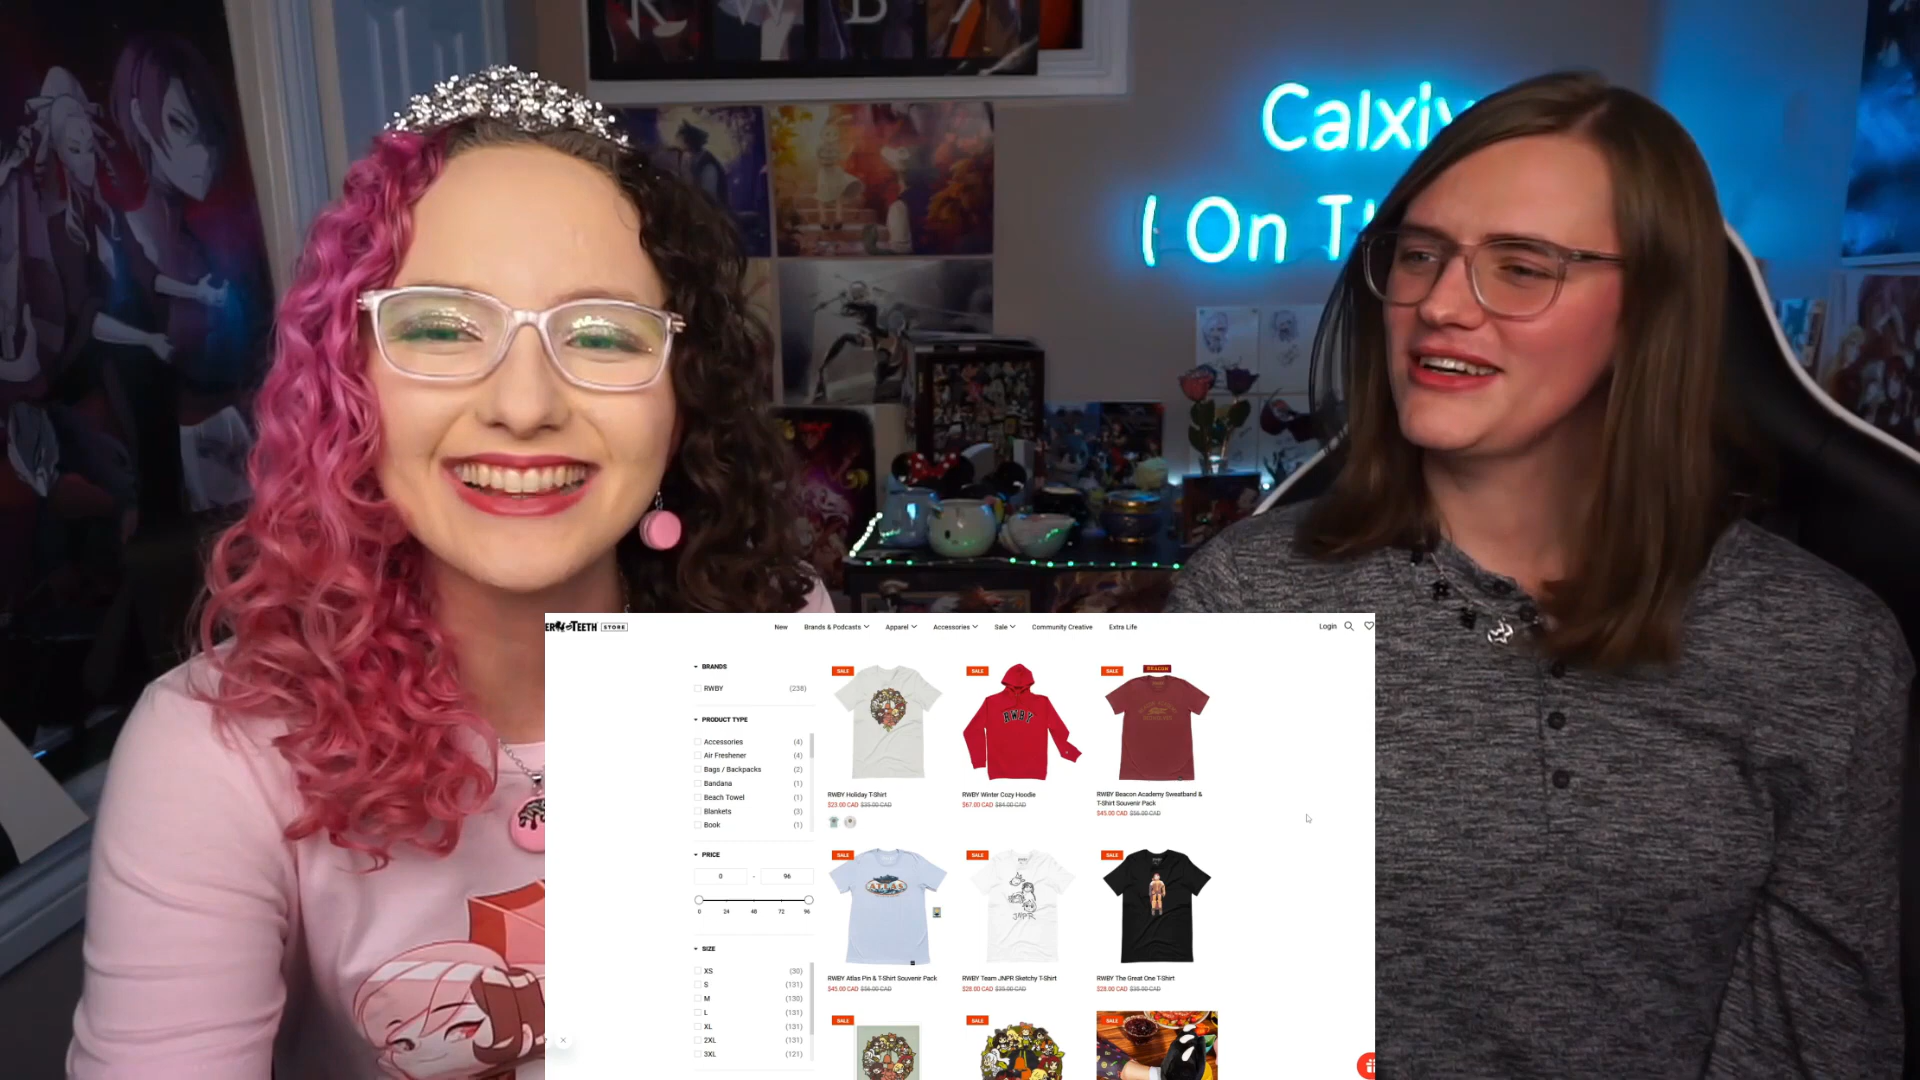 R W B Y
Calxiv
I On T
ER TEETH STORE
New
Brands & Podcasts
Apparel
Accessories
Sale
Community Creative
Extra Life
Login
BRANDS
RWBY (238)
PRODUCT TYPE
Accessories (4)
Air Freshener (4)
Bags / Backpacks (2)
Bandana (1)
Beach Towel (1)
Blankets (3)
Book (1)
PRICE
0 - 96
0 24 48 72 96
SIZE
XS (30)
S (131)
M (130)
L (131)
XL (131)
2XL (131)
3XL (121)
SALE
RWBY Holiday T-Shirt
$23.00 CAD $35.00 CAD
SALE
RWBY
RWBY Winter Cozy Hoodie
$67.00 CAD $84.00 CAD
SALE
BEACON
RWBY Beacon Academy Sweatband &
T-Shirt Souvenir Pack
$45.00 CAD $56.00 CAD
SALE
ATLAS
RWBY Atlas Pin & T-Shirt Souvenir Pack
$45.00 CAD $56.00 CAD
SALE
JNPR
RWBY Team JNPR Sketchy T-Shirt
$28.00 CAD $35.00 CAD
SALE
RWBY The Great One T-Shirt
$28.00 CAD $35.00 CAD
SALE
SALE
SALE